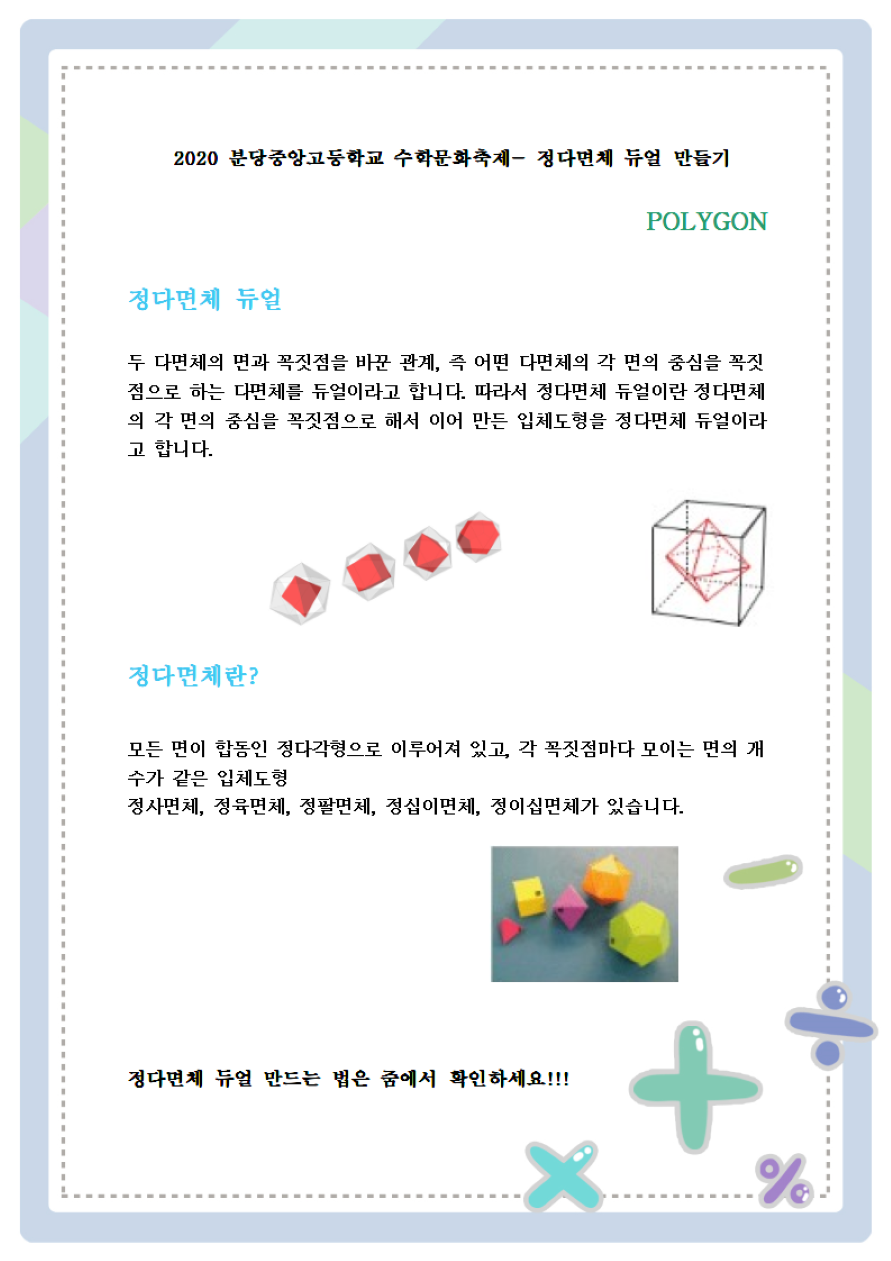 2020 분당중앙고등학교 수학문화축제- 정다면체 듀얼 만들기
POLYGON
정다면체 듀얼
두 다면체의 면과 꼭짓점을 바꾼 관계, 즉 어떤 다면체의 각 면의 중심을 꼭짓
점으로 하는 다면체를 듀얼이라고 합니다. 따라서 정다면체 듀얼이란 정다면체
의 각 면의 중심을 꼭짓점으로 해서 이어 만든 입체도형을 정다면체 듀얼이라
고 합니다.
정다면체란?
모든 면이 합동인 정다각형으로 이루어져 있고, 각 꼭짓점마다 모이는 면의 개
수가 같은 입체도형
정사면체, 정육면체, 정팔면체, 정십이면체, 정이십면체가 있습니다.
정다면체 듀얼 만드는 법은 줌에서 확인하세요!!!